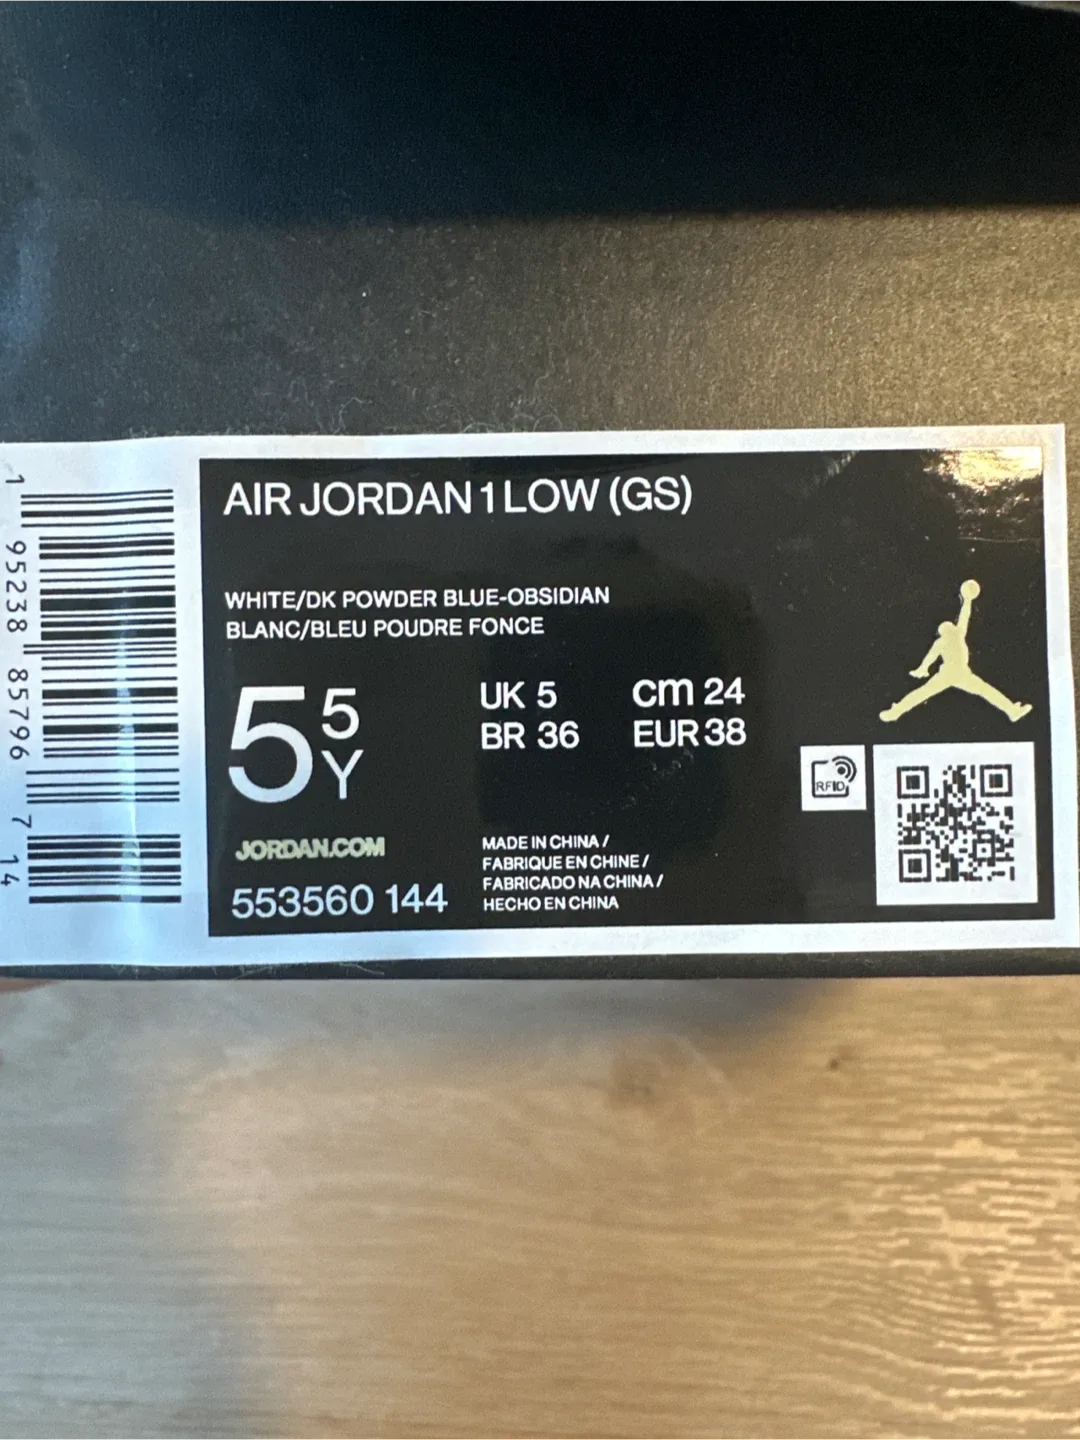 AIR JORDAN 1 LOW (GS)
WHITE/DK POWDER BLUE-OBSIDIAN
BLANC/BLEU POUDRE FONCE
5 5Y
UK 5 cm 24
BR 36 EUR 38
RFID
JORDAN.COM
553560 144
MADE IN CHINA /
FABRIQUE EN CHINE /
FABRICADO NA CHINA /
HECHO EN CHINA
1 95238 85796 7 14